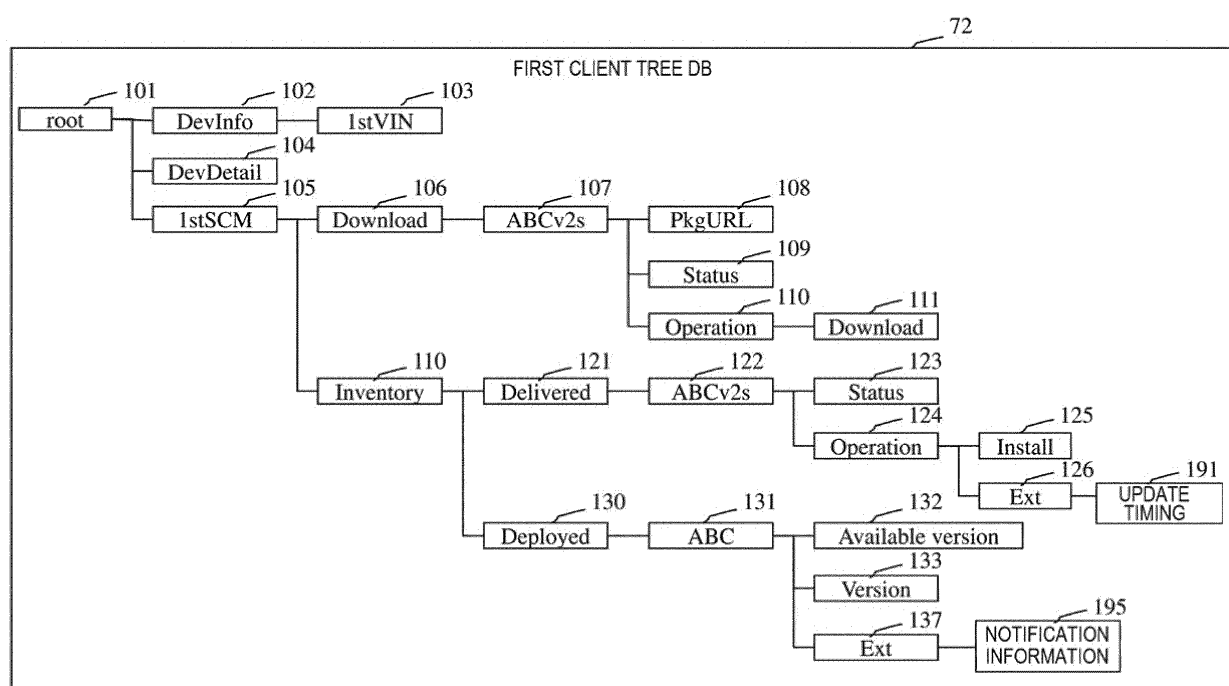 72
FIRST CLIENT TREE DB
101 102 103
root DevInfo 1stVIN
104
DevDetail
105 106 107 108
1stSCM Download ABCv2s PkgURL
109
Status
110 111
Operation Download
110 121 122 123
Inventory Delivered ABCv2s Status
124 125
Operation Install
126 191
Ext UPDATE
TIMING
130 131 132
Deployed ABC Available version
133
Version
137 195
Ext NOTIFICATION
INFORMATION